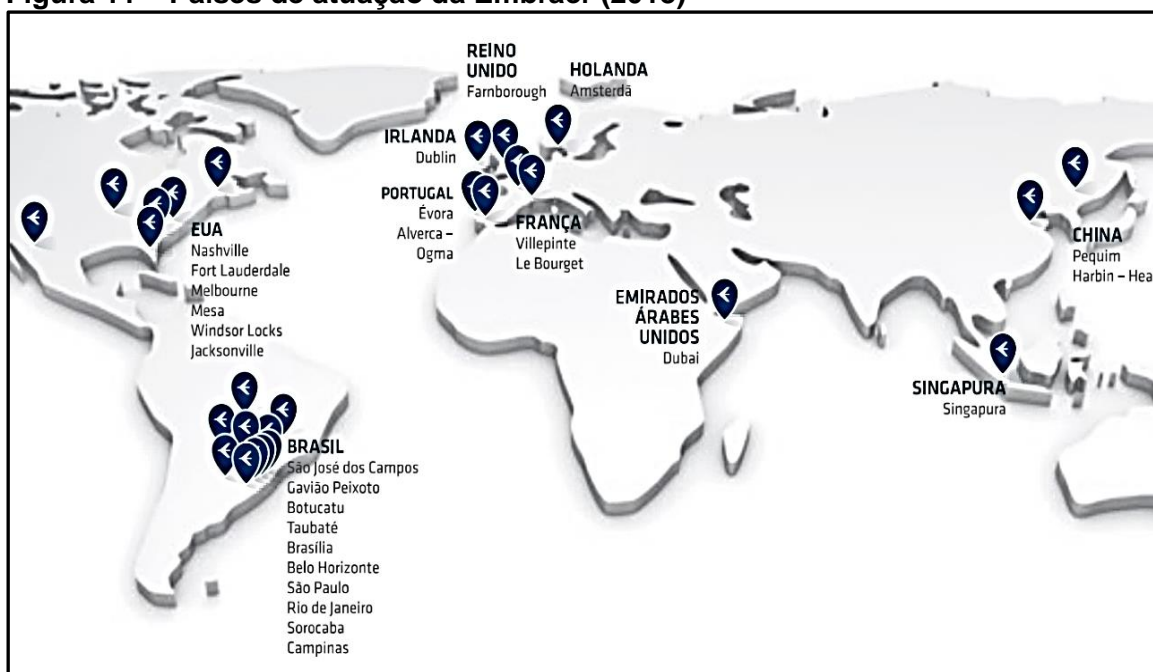 REINO
UNIDO
Farnborough
HOLANDA
Amsterdã
IRLANDA
Dublin
PORTUGAL
Évora
Alverca –
Ogma
FRANÇA
Villepinte
Le Bourget
EUA
Nashville
Fort Lauderdale
Melbourne
Mesa
Windsor Locks
Jacksonville
EMIRADOS
ÁRABES
UNIDOS
Dubai
CHINA
Pequim
Harbin – Hea
SINGAPURA
Singapura
BRASIL
São José dos Campos
Gavião Peixoto
Botucatu
Taubaté
Brasília
Belo Horizonte
São Paulo
Rio de Janeiro
Sorocaba
Campinas